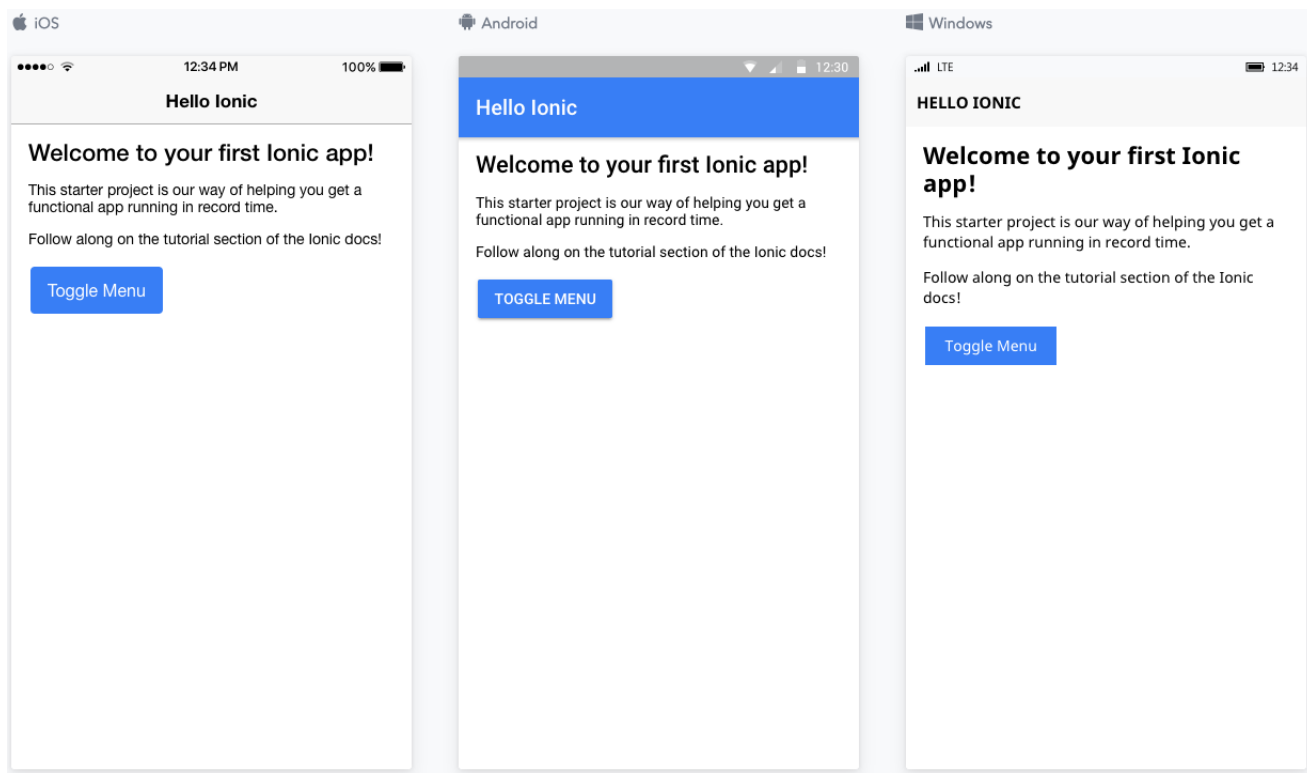 iOS
12:34 PM
100%
Hello Ionic
Welcome to your first Ionic app!
This starter project is our way of helping you get a
functional app running in record time.
Follow along on the tutorial section of the Ionic docs!
Toggle Menu
Android
12:30
Hello Ionic
Welcome to your first Ionic app!
This starter project is our way of helping you get a
functional app running in record time.
Follow along on the tutorial section of the Ionic docs!
TOGGLE MENU
Windows
LTE
12:34
HELLO IONIC
Welcome to your first Ionic
app!
This starter project is our way of helping you get a
functional app running in record time.
Follow along on the tutorial section of the Ionic
docs!
Toggle Menu